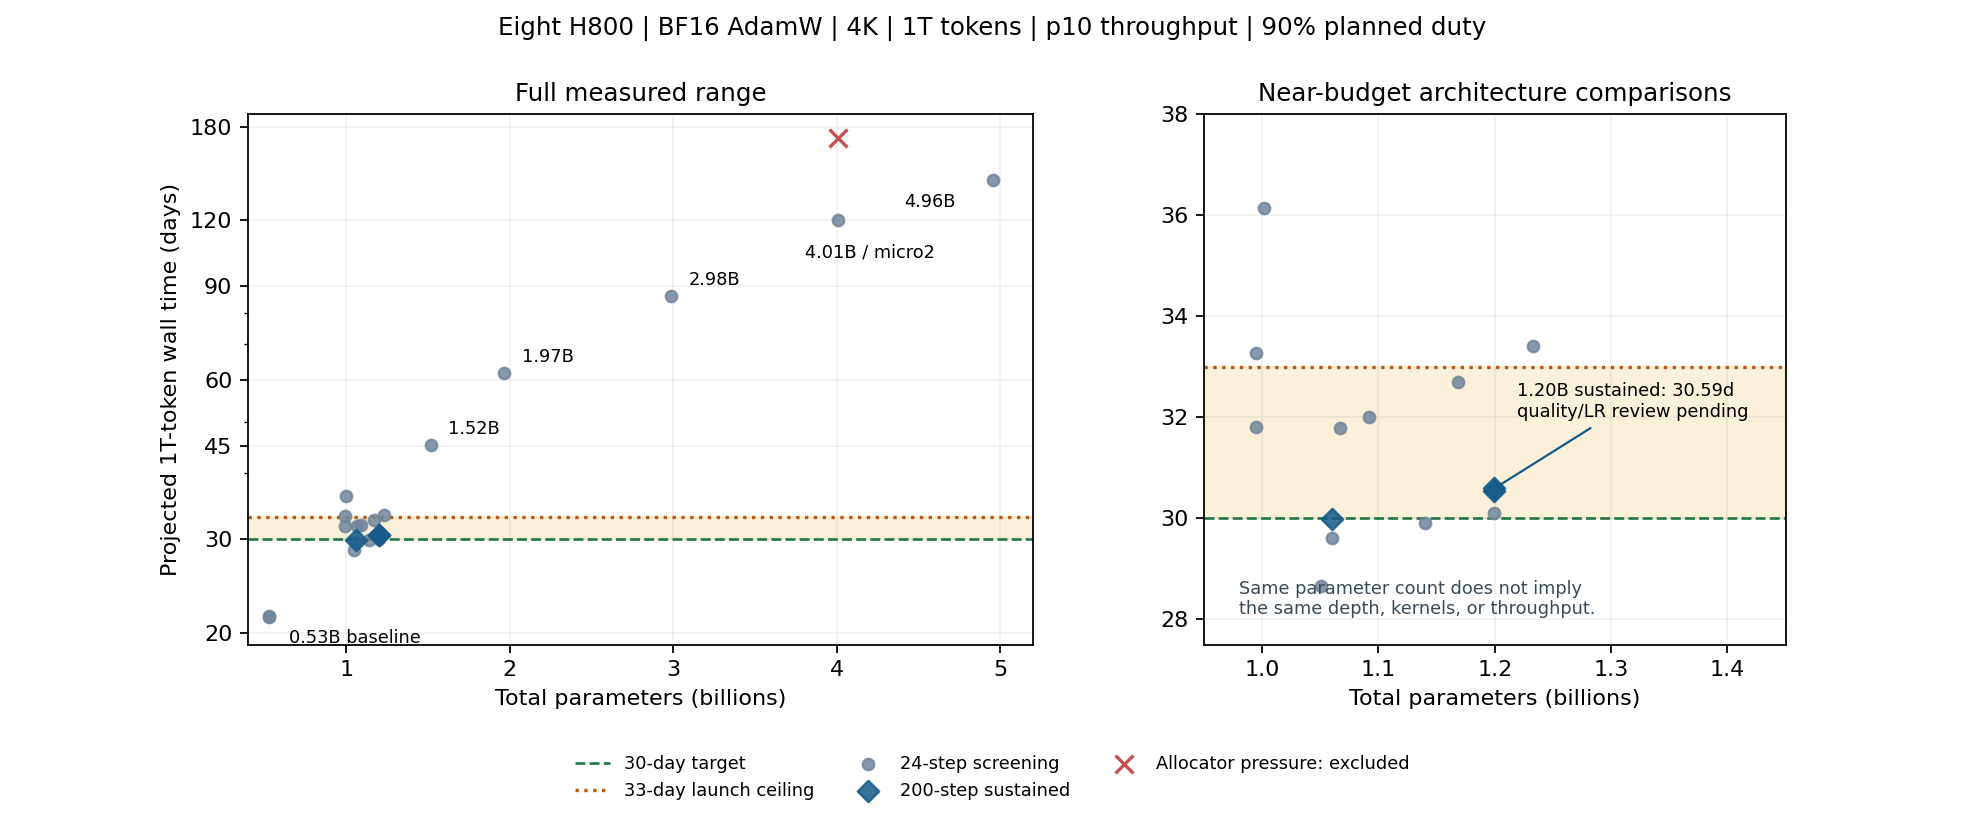 Eight H800 | BF16 AdamW | 4K | 1T tokens | p10 throughput | 90% planned duty
Full measured range
Projected 1T-token wall time (days)
180
120
90
60
45
30
20
4.96B
4.01B / micro2
2.98B
1.97B
1.52B
0.53B baseline
1
2
3
4
5
Total parameters (billions)
Near-budget architecture comparisons
38
36
34
32
30
28
1.20B sustained: 30.59d
quality/LR review pending
Same parameter count does not imply
the same depth, kernels, or throughput.
1.0
1.1
1.2
1.3
1.4
Total parameters (billions)
30-day target
33-day launch ceiling
24-step screening
200-step sustained
Allocator pressure: excluded